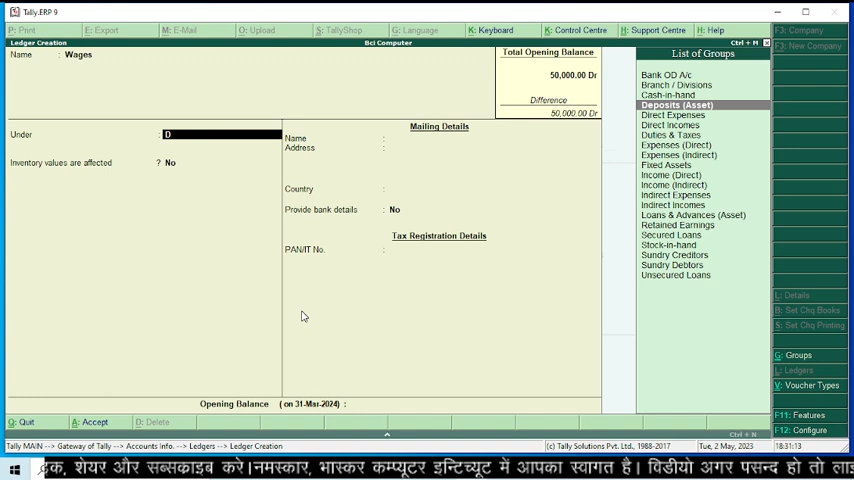 Tally.ERP 9
P: Print E: Export M: E-Mail O: Upload S: TallyShop G: Language K: Keyboard K: Control Centre H: Support Centre H: Help F3: Company
Ledger Creation Bci Computer Ctrl + M
F3: New Company
Name : Wages
Total Opening Balance
50,000.00 Dr
Difference
50,000.00 Dr
Under : D
Inventory values are affected ? No
Mailing Details
Name :
Address :
Country :
Provide bank details : No
Tax Registration Details
PAN/IT No. :
Opening Balance ( on 31-Mar-2024) :
List of Groups
Bank OD A/c
Branch / Divisions
Cash-in-hand
Deposits (Asset)
Direct Expenses
Direct Incomes
Duties & Taxes
Expenses (Direct)
Expenses (Indirect)
Fixed Assets
Income (Direct)
Income (Indirect)
Indirect Expenses
Indirect Incomes
Loans & Advances (Asset)
Retained Earnings
Secured Loans
Stock-in-hand
Sundry Creditors
Sundry Debtors
Unsecured Loans
L: Details
B: Set Chq Books
S: Set Chq Printing
G: Groups
L: Ledgers
V: Voucher Types
F11: Features
F12: Configure
Q: Quit A: Accept D: Delete
Ctrl + N
Tally MAIN --> Gateway of Tally --> Accounts Info. --> Ledgers --> Ledger Creation (c) Tally Solutions Pvt. Ltd., 1988-2017 Tue, 2 May, 2023 18:31:13
शेयर और सब्सक्राइब करे।नमस्कार, भास्कर कम्प्यूटर इन्टिच्यूट में आपका स्वागत है। विडीयो अगर पसन्द हो तो